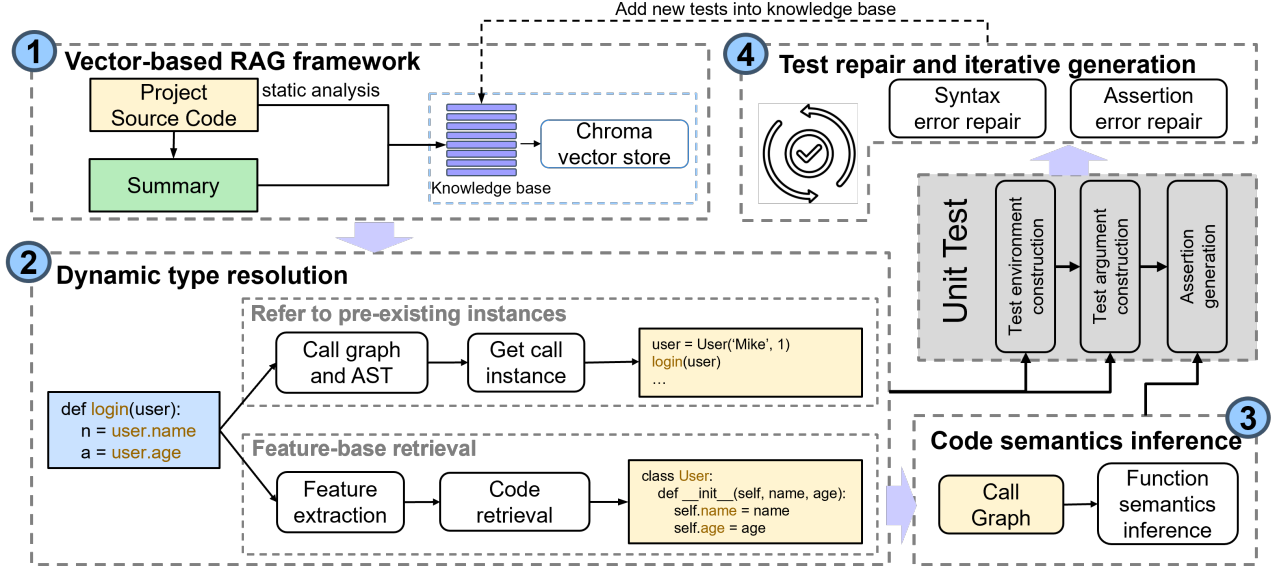 Add new tests into knowledge base
1
Vector-based RAG framework
Project
Source Code
static analysis
Summary
Knowledge base
Chroma
vector store
4
Test repair and iterative generation
Syntax
error repair
Assertion
error repair
Unit Test
Test environment
construction
Test argument
construction
Assertion
generation
2
Dynamic type resolution
Refer to pre-existing instances
Call graph
and AST
Get call
instance
user = User(‘Mike’, 1)
login(user)
…
def login(user):
n = user.name
a = user.age
Feature-base retrieval
Feature
extraction
Code
retrieval
class User:
def __init__(self, name, age):
self.name = name
self.age = age
3
Code semantics inference
Call
Graph
Function
semantics
inference